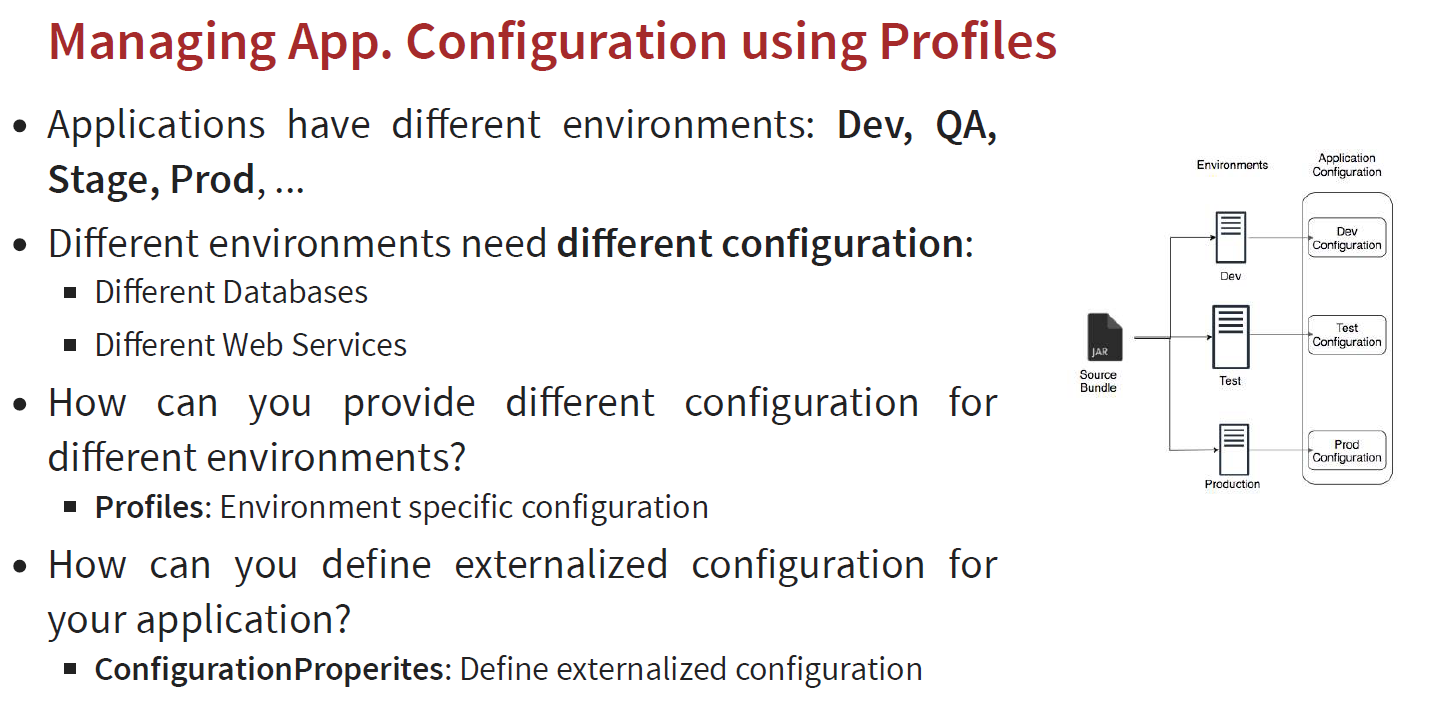 Managing App. Configuration using Profiles
• Applications have different environments: Dev, QA,
Stage, Prod, ...
• Different environments need different configuration:
▪ Different Databases
▪ Different Web Services
• How can you provide different configuration for
different environments?
▪ Profiles: Environment specific configuration
• How can you define externalized configuration for
your application?
▪ ConfigurationProperites: Define externalized configuration
Environments
Application
Configuration
Dev
Dev
Configuration
JAR
Source
Bundle
Test
Test
Configuration
Production
Prod
Configuration